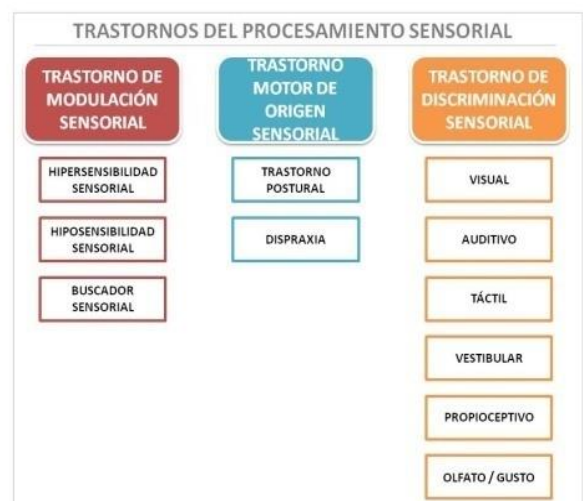 TRASTORNOS DEL PROCESAMIENTO SENSORIAL
TRASTORNO DE
MODULACIÓN
SENSORIAL
HIPERSENSIBILIDAD
SENSORIAL
HIPOSENSIBILIDAD
SENSORIAL
BUSCADOR
SENSORIAL
TRASTORNO
MOTOR DE
ORIGEN
SENSORIAL
TRASTORNO
POSTURAL
DISPRAXIA
TRASTORNO DE
DISCRIMINACIÓN
SENSORIAL
VISUAL
AUDITIVO
TÁCTIL
VESTIBULAR
PROPIOCEPTIVO
OLFATO / GUSTO